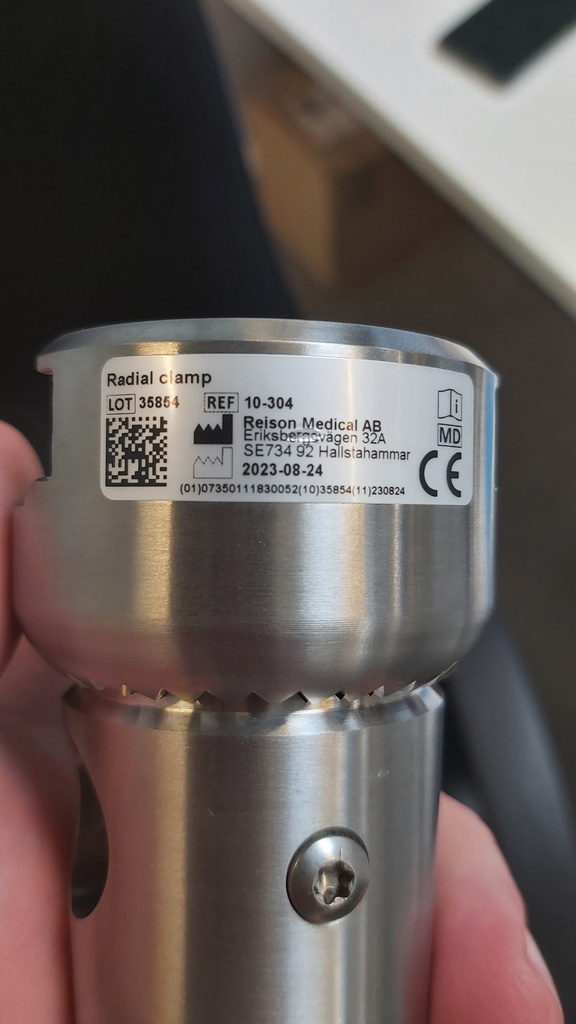 Radial clamp
LOT 35854 REF 10-304
Reison Medical AB
Eriksbergsvägen 32A
SE734 92 Hallstahammar
2023-08-24
(01)07350111830052(10)35854(11)230824
i
MD
CE